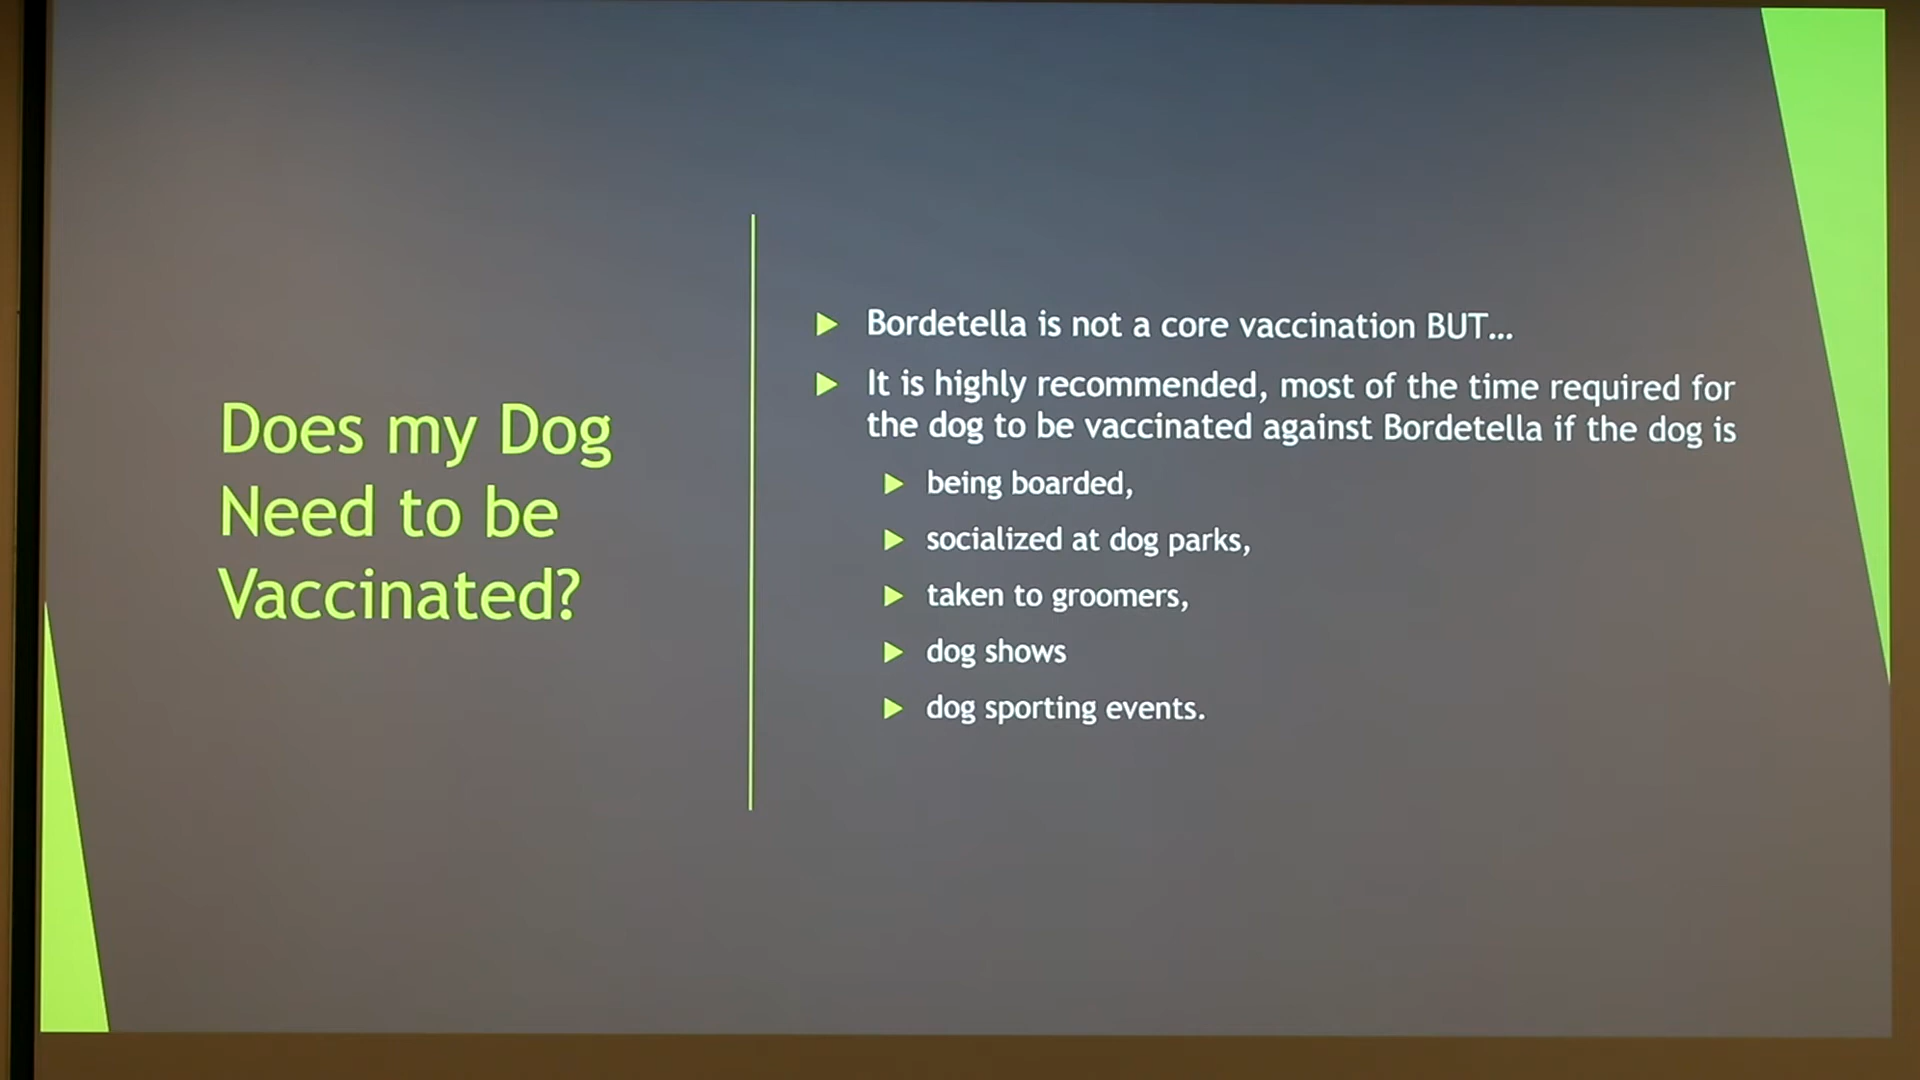 Does my Dog
Need to be
Vaccinated?
Bordetella is not a core vaccination BUT...
It is highly recommended, most of the time required for
the dog to be vaccinated against Bordetella if the dog is
being boarded,
socialized at dog parks,
taken to groomers,
dog shows
dog sporting events.